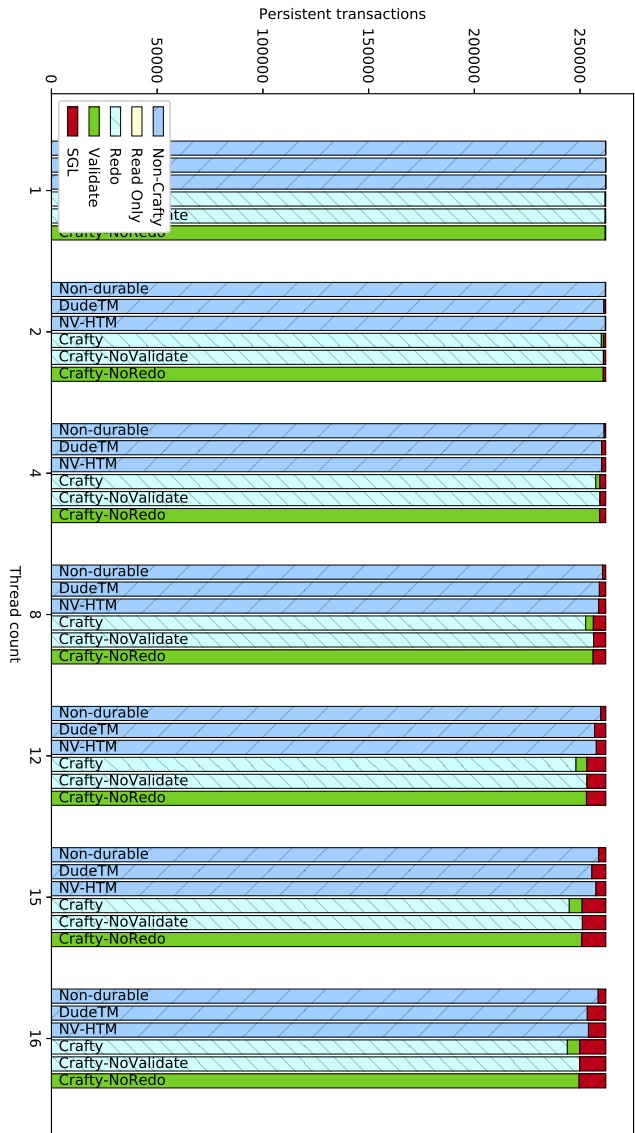 Persistent transactions
0
50000
100000
150000
200000
250000
Non-Crafty
Read Only
Redo
Validate
SGL
Crafty-NoRedo
1
Non-durable
DudeTM
NV-HTM
Crafty
Crafty-NoValidate
Crafty-NoRedo
2
Non-durable
DudeTM
NV-HTM
Crafty
Crafty-NoValidate
Crafty-NoRedo
4
Non-durable
DudeTM
NV-HTM
Crafty
Crafty-NoValidate
Crafty-NoRedo
8
Non-durable
DudeTM
NV-HTM
Crafty
Crafty-NoValidate
Crafty-NoRedo
12
Non-durable
DudeTM
NV-HTM
Crafty
Crafty-NoValidate
Crafty-NoRedo
15
Non-durable
DudeTM
NV-HTM
Crafty
Crafty-NoValidate
Crafty-NoRedo
16
Thread count